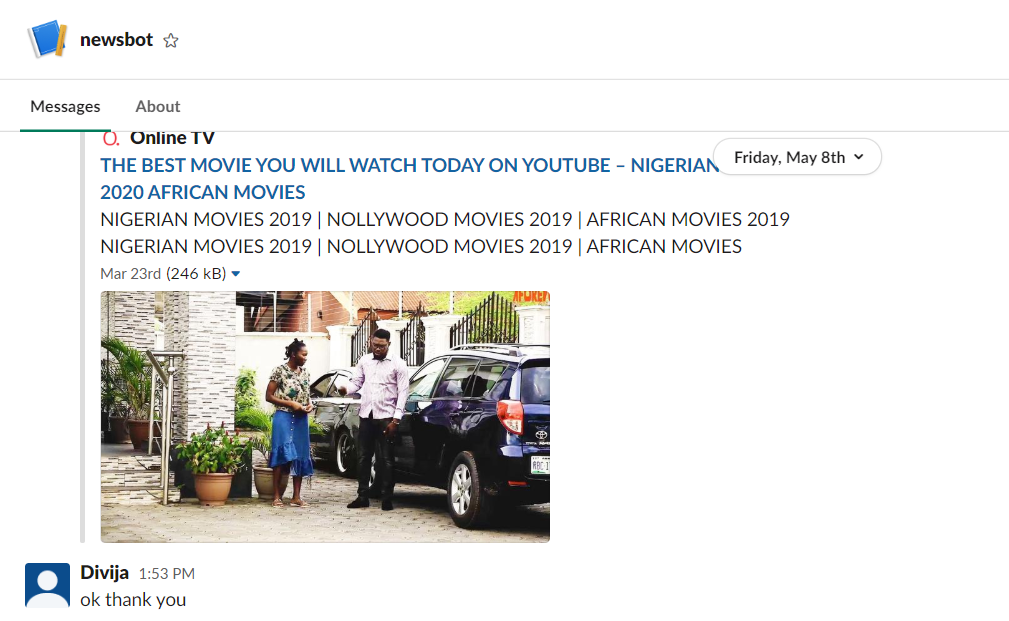 newsbot
Messages About
O. Online TV
THE BEST MOVIE YOU WILL WATCH TODAY ON YOUTUBE – NIGERIAN
Friday, May 8th
2020 AFRICAN MOVIES
NIGERIAN MOVIES 2019 | NOLLYWOOD MOVIES 2019 | AFRICAN MOVIES 2019
NIGERIAN MOVIES 2019 | NOLLYWOOD MOVIES 2019 | AFRICAN MOVIES
Mar 23rd (246 kB)
Divija 1:53 PM
ok thank you